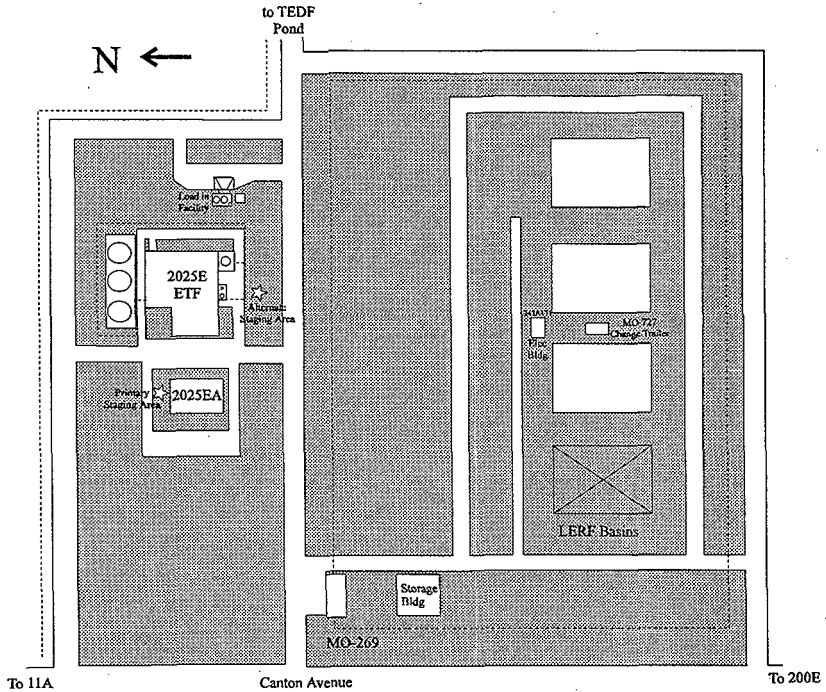 to TEDF
Pond
N
Load in
Facility
2025E
ETF
Alternate
Staging Area
MO-727
Change Trailer
Elec
Bldg
Primary
Staging Area
2025EA
LERF Basins
Storage
Bldg
MO-269
To 11A
Canton Avenue
To 200E